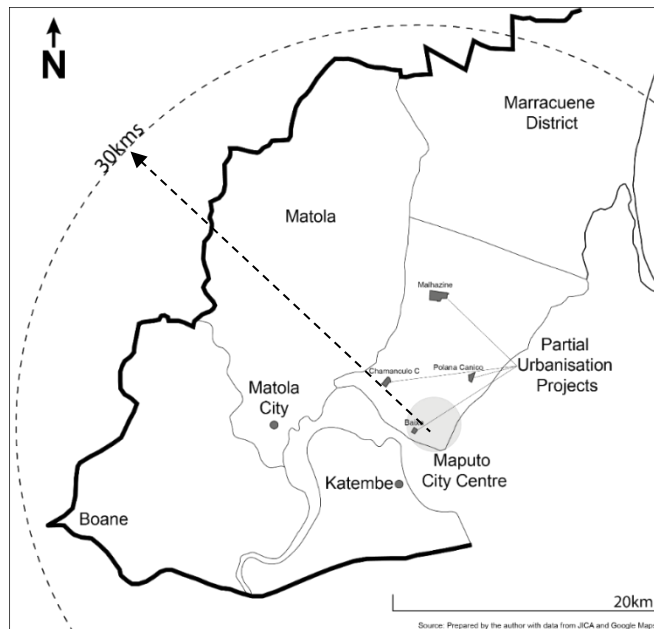 N
30kms
Marracuene
District
Matola
Malhazine
Partial
Urbanisation
Projects
Chamanculo C
Polana Canico
Matola
City
Baixa
Maputo
City Centre
Katembe
Boane
20km
Source: Prepared by the author with data from JICA and Google Maps